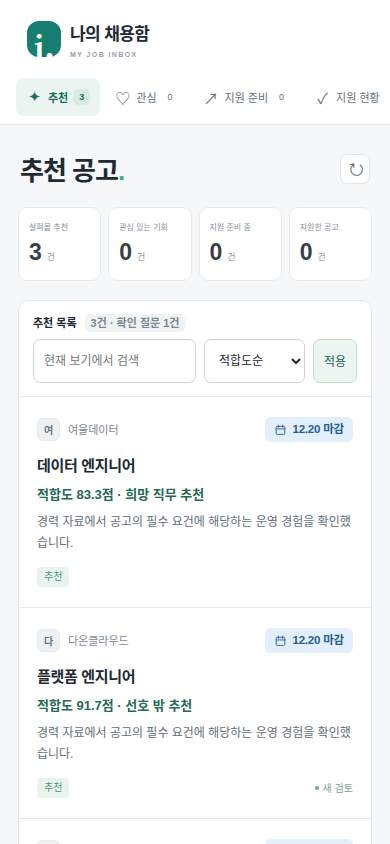 j.
나의 채용함
MY JOB INBOX
✦ 추천 3
♡ 관심 0
↗ 지원 준비 0
✓ 지원 현황
추천 공고.
↻
살펴볼 추천
3 건
관심 있는 기회
0 건
지원 준비 중
0 건
지원한 공고
0 건
추천 목록 3건 · 확인 질문 1건
현재 보기에서 검색
적합도순
적용
여 여울데이터
12.20 마감
데이터 엔지니어
적합도 83.3점 · 희망 직무 추천
경력 자료에서 공고의 필수 요건에 해당하는 운영 경험을 확인했
습니다.
추천
다 다온클라우드
12.20 마감
플랫폼 엔지니어
적합도 91.7점 · 선호 밖 추천
경력 자료에서 공고의 필수 요건에 해당하는 운영 경험을 확인했
습니다.
추천
• 새 검토